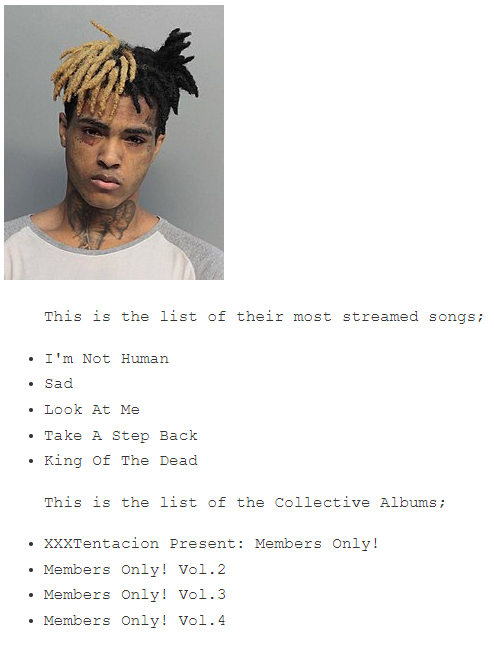 This is the list of their most streamed songs;
• I'm Not Human
• Sad
• Look At Me
• Take A Step Back
• King Of The Dead
This is the list of the Collective Albums;
• XXXTentacion Present: Members Only!
• Members Only! Vol.2
• Members Only! Vol.3
• Members Only! Vol.4